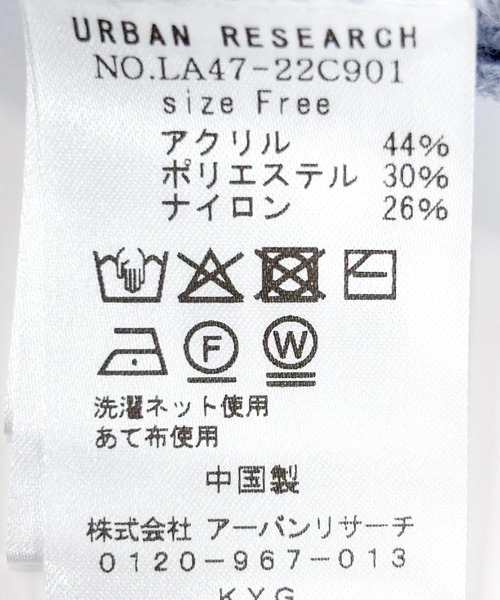 URBAN RESEARCH
NO.LA47-22C901
size Free
アクリル 44%
ポリエステル 30%
ナイロン 26%
F W
洗濯ネット使用
あて布使用
中国製
株式会社 アーバンリサーチ
0120-967-013
KYG